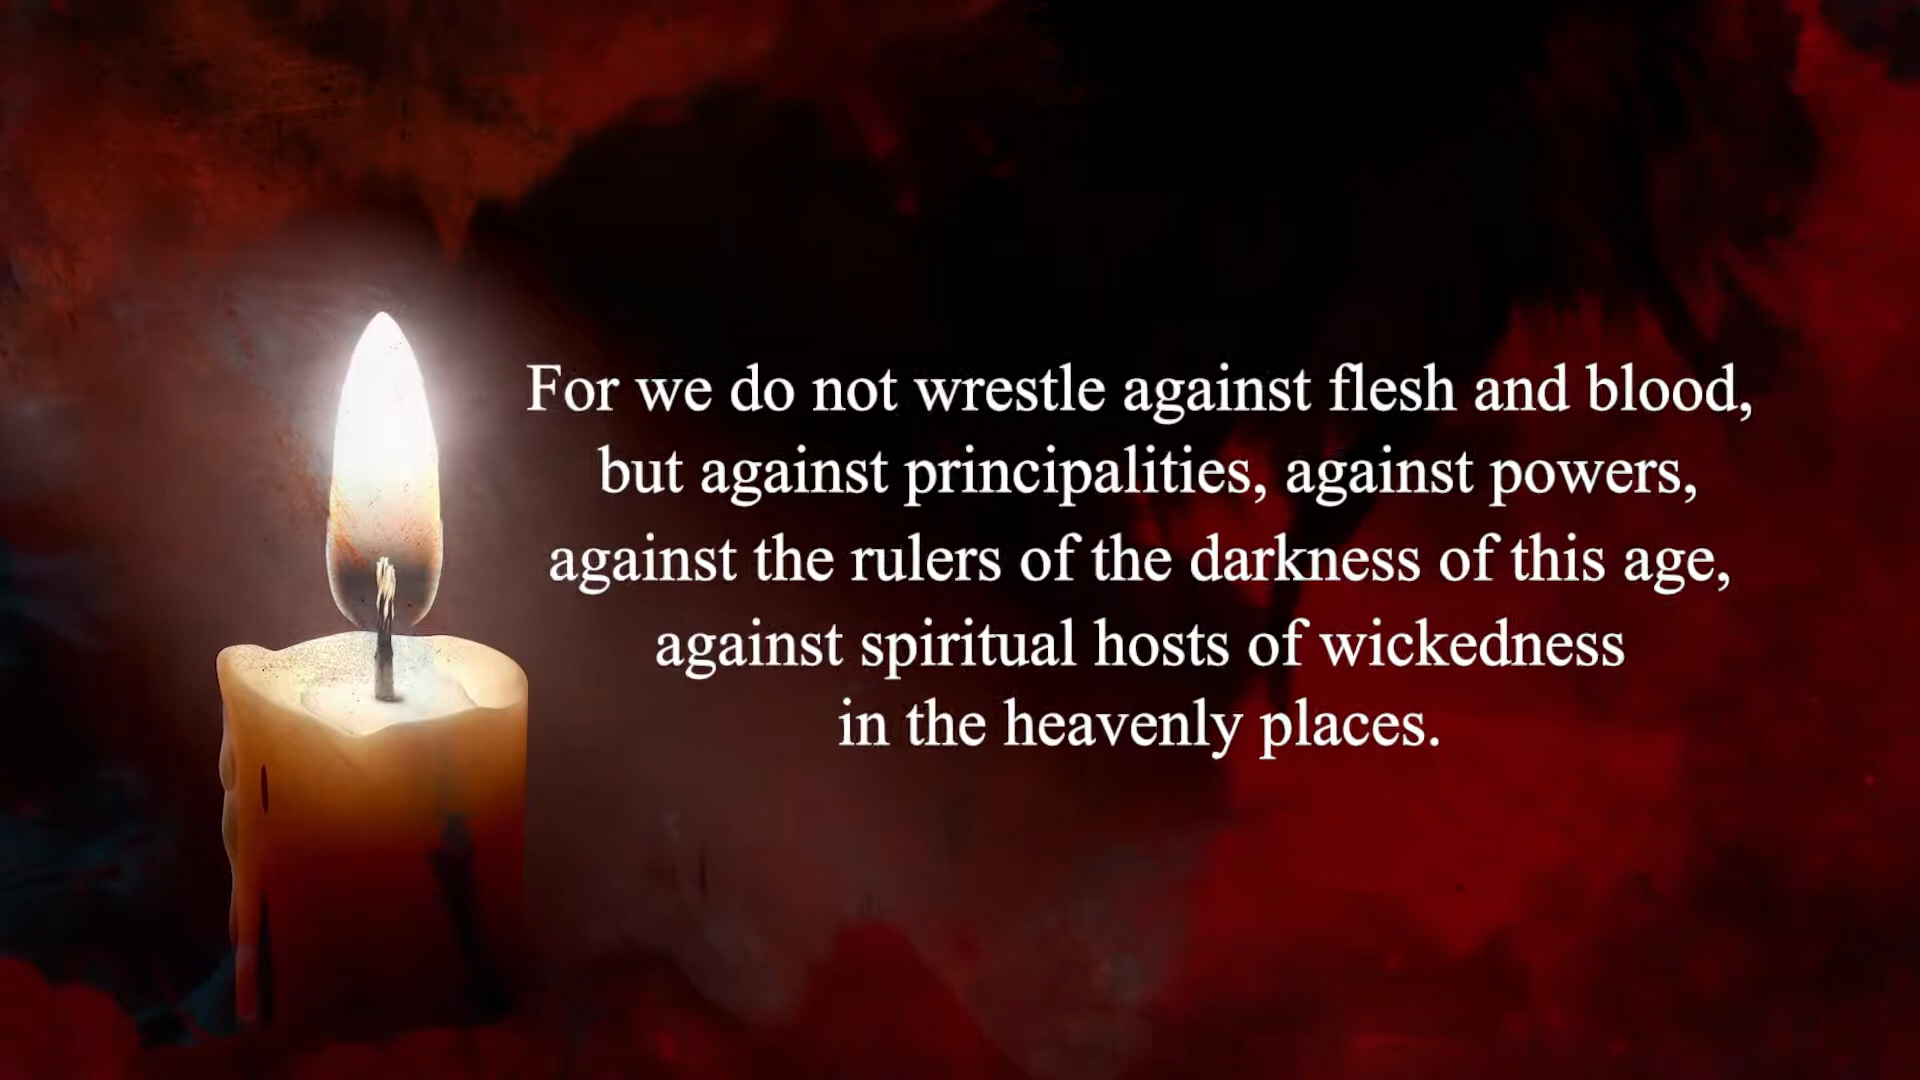 For we do not wrestle against flesh and blood,
but against principalities, against powers,
against the rulers of the darkness of this age,
against spiritual hosts of wickedness
in the heavenly places.